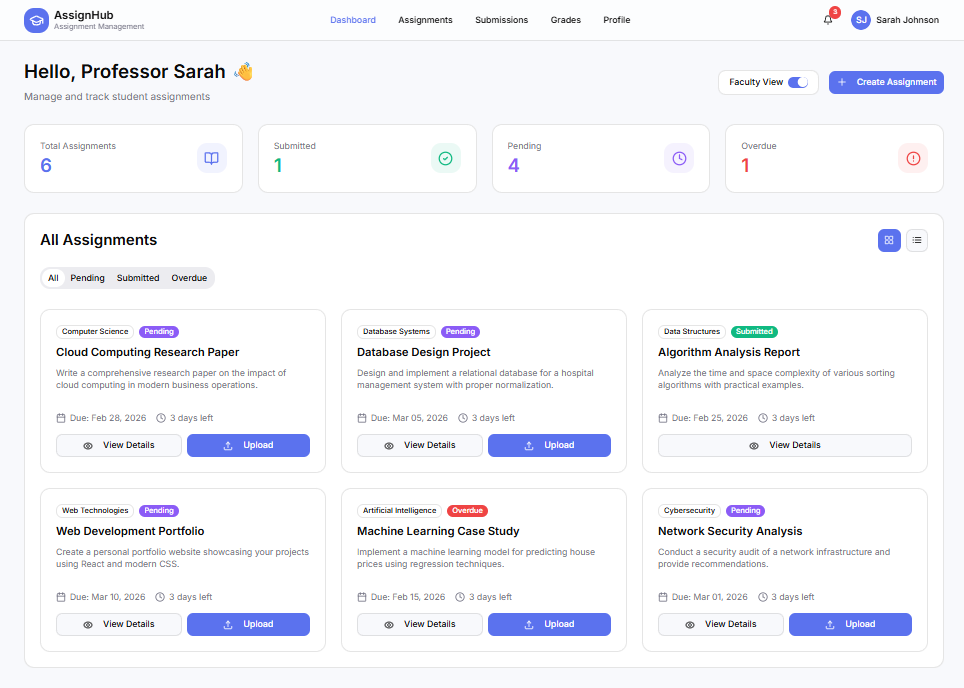 AssignHub
Assignment Management
Dashboard Assignments Submissions Grades Profile
3
SJ Sarah Johnson
Hello, Professor Sarah 👋
Manage and track student assignments
Faculty View
+ Create Assignment
Total Assignments
6
Submitted
1
Pending
4
Overdue
1
All Assignments
All Pending Submitted Overdue
Computer Science Pending
Cloud Computing Research Paper
Write a comprehensive research paper on the impact of
cloud computing in modern business operations.
Due: Feb 28, 2026 3 days left
View Details Upload
Database Systems Pending
Database Design Project
Design and implement a relational database for a hospital
management system with proper normalization.
Due: Mar 05, 2026 3 days left
View Details Upload
Data Structures Submitted
Algorithm Analysis Report
Analyze the time and space complexity of various sorting
algorithms with practical examples.
Due: Feb 25, 2026 3 days left
View Details
Web Technologies Pending
Web Development Portfolio
Create a personal portfolio website showcasing your projects
using React and modern CSS.
Due: Mar 10, 2026 3 days left
View Details Upload
Artificial Intelligence Overdue
Machine Learning Case Study
Implement a machine learning model for predicting house
prices using regression techniques.
Due: Feb 15, 2026 3 days left
View Details Upload
Cybersecurity Pending
Network Security Analysis
Conduct a security audit of a network infrastructure and
provide recommendations.
Due: Mar 01, 2026 3 days left
View Details Upload